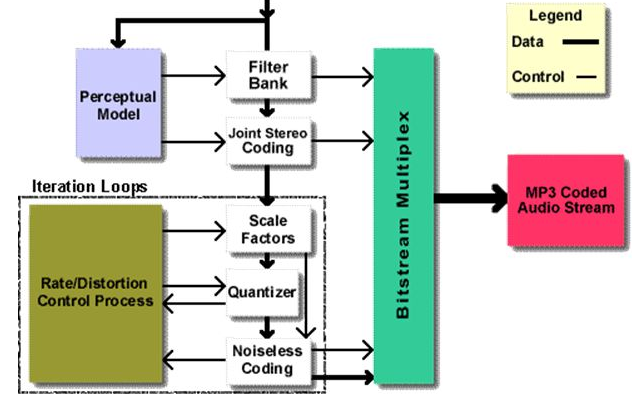 Legend
Data
Control
Filter
Bank
Perceptual
Model
Joint Stereo
Coding
Bitstream Multiplex
MP3 Coded
Audio Stream
Iteration Loops
Scale
Factors
Rate/Distortion
Control Process
Quantizer
Noiseless
Coding